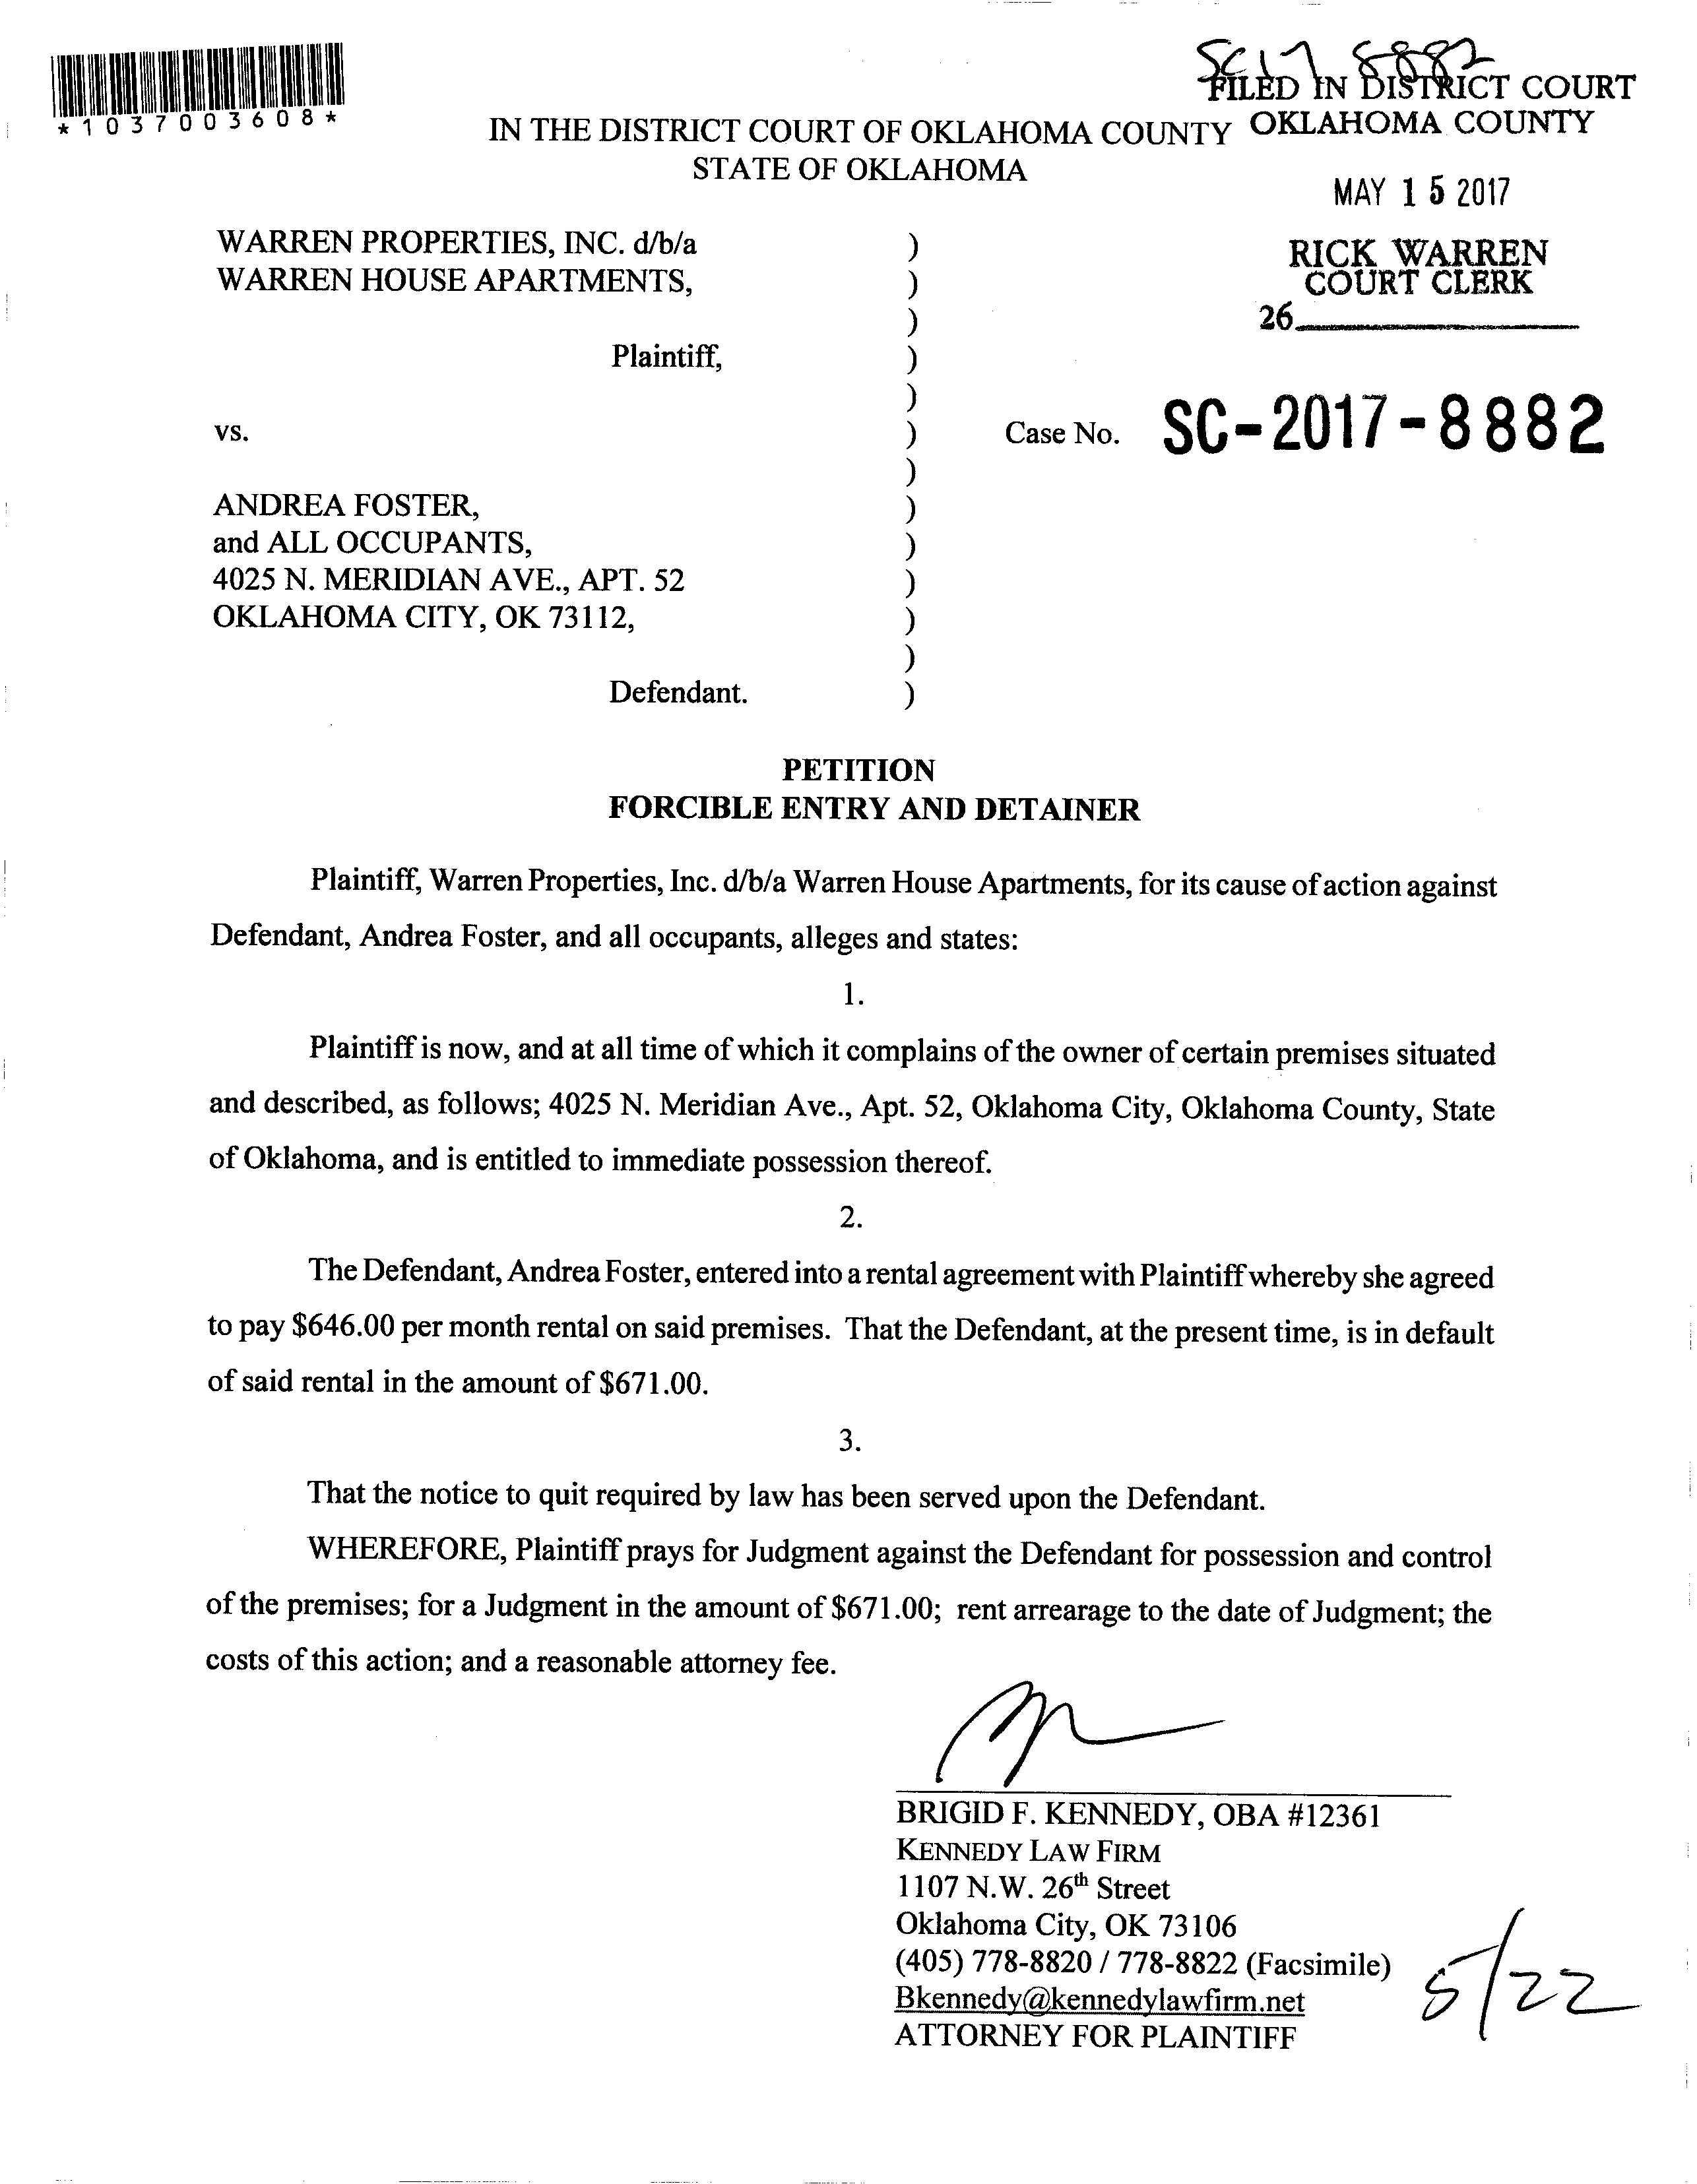 *1037003608*
SC17 8882
FILED IN DISTRICT COURT
OKLAHOMA COUNTY
IN THE DISTRICT COURT OF OKLAHOMA COUNTY
STATE OF OKLAHOMA
MAY 15 2017
RICK WARREN
COURT CLERK
26
WARREN PROPERTIES, INC. d/b/a )
WARREN HOUSE APARTMENTS, )
)
Plaintiff, )
)
vs. ) Case No. SC-2017-8882
)
ANDREA FOSTER, )
and ALL OCCUPANTS, )
4025 N. MERIDIAN AVE., APT. 52 )
OKLAHOMA CITY, OK 73112, )
)
Defendant. )
PETITION
FORCIBLE ENTRY AND DETAINER
Plaintiff, Warren Properties, Inc. d/b/a Warren House Apartments, for its cause of action against
Defendant, Andrea Foster, and all occupants, alleges and states:
1.
Plaintiff is now, and at all time of which it complains of the owner of certain premises situated
and described, as follows; 4025 N. Meridian Ave., Apt. 52, Oklahoma City, Oklahoma County, State
of Oklahoma, and is entitled to immediate possession thereof.
2.
The Defendant, Andrea Foster, entered into a rental agreement with Plaintiff whereby she agreed
to pay $646.00 per month rental on said premises. That the Defendant, at the present time, is in default
of said rental in the amount of $671.00.
3.
That the notice to quit required by law has been served upon the Defendant.
WHEREFORE, Plaintiff prays for Judgment against the Defendant for possession and control
of the premises; for a Judgment in the amount of $671.00; rent arrearage to the date of Judgment; the
costs of this action; and a reasonable attorney fee.
BRIGID F. KENNEDY, OBA #12361
KENNEDY LAW FIRM
1107 N.W. 26th Street
Oklahoma City, OK 73106
(405) 778-8820 / 778-8822 (Facsimile)
Bkennedy@kennedylawfirm.net
ATTORNEY FOR PLAINTIFF
5/22